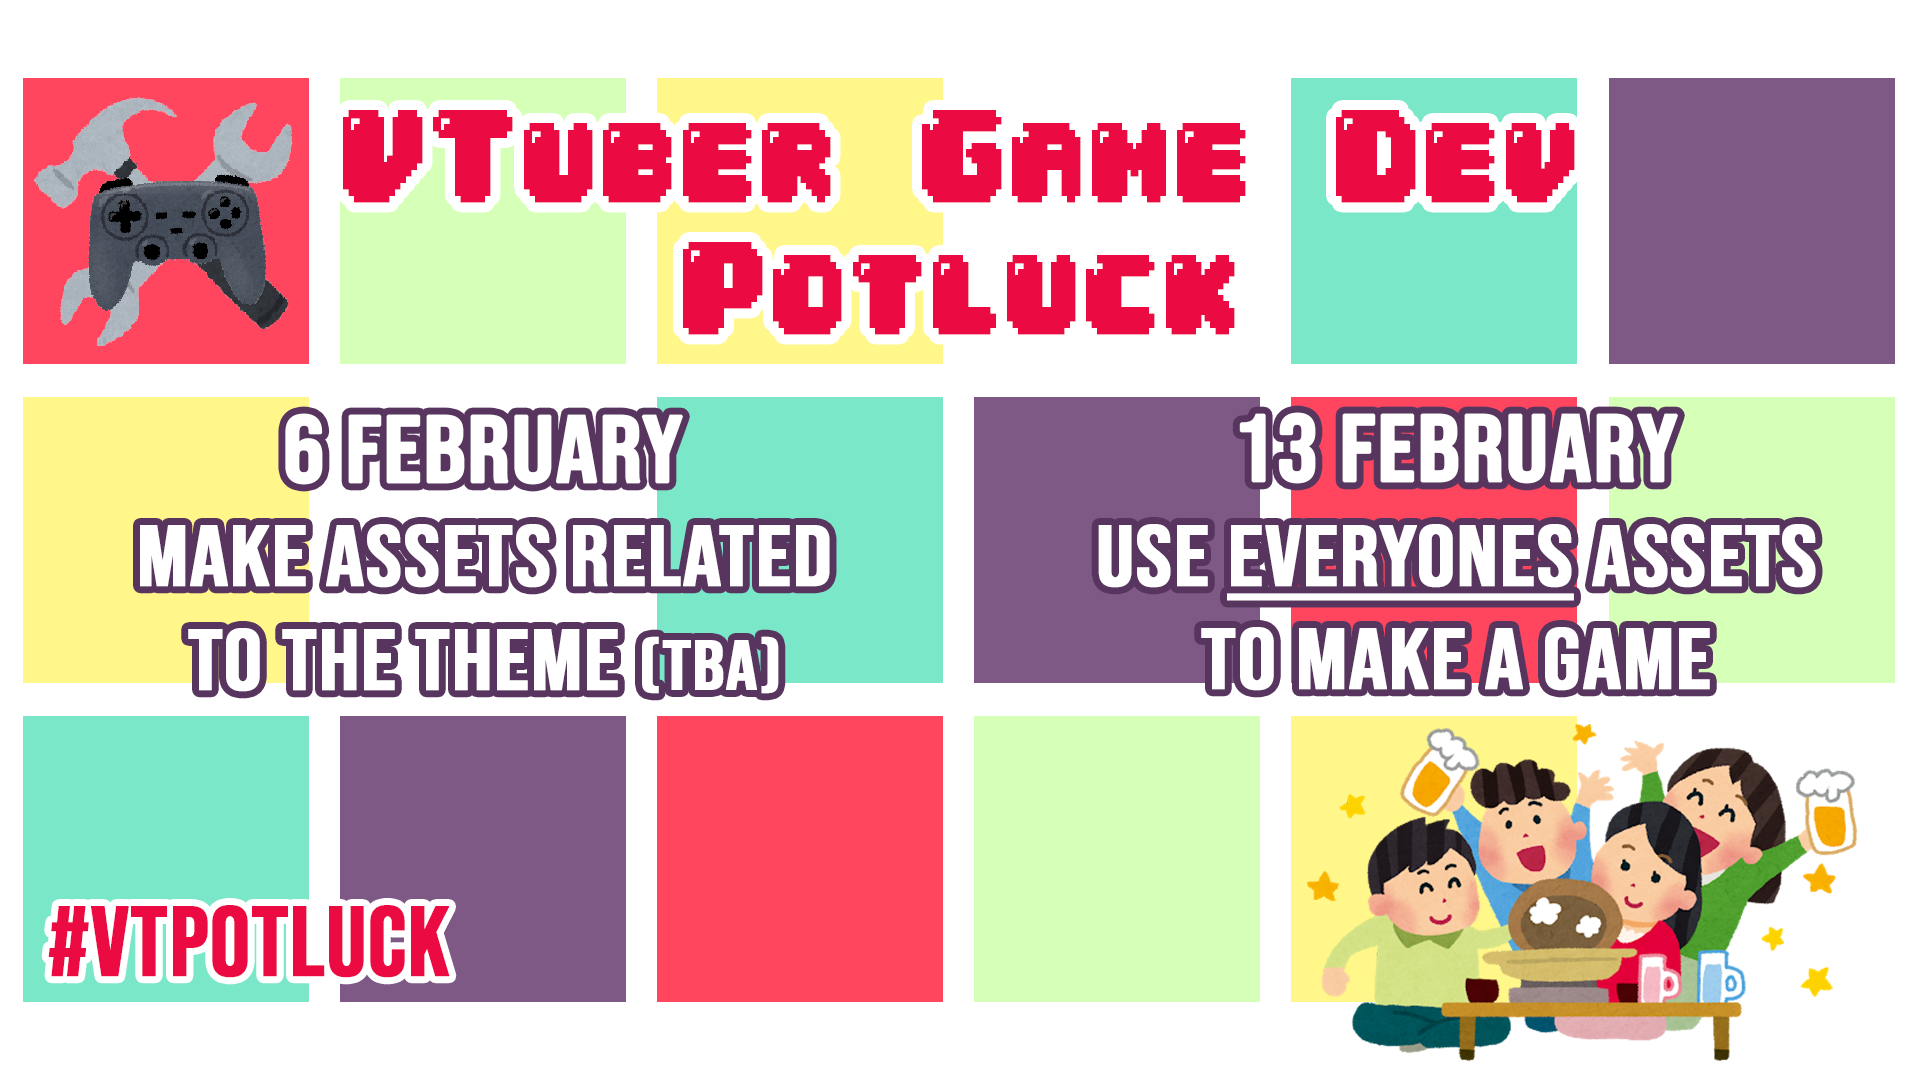 VTuber Game Dev
Potluck
6 FEBRUARY
MAKE ASSETS RELATED
TO THE THEME (TBA)
13 FEBRUARY
USE EVERYONES ASSETS
TO MAKE A GAME
#VTPOTLUCK